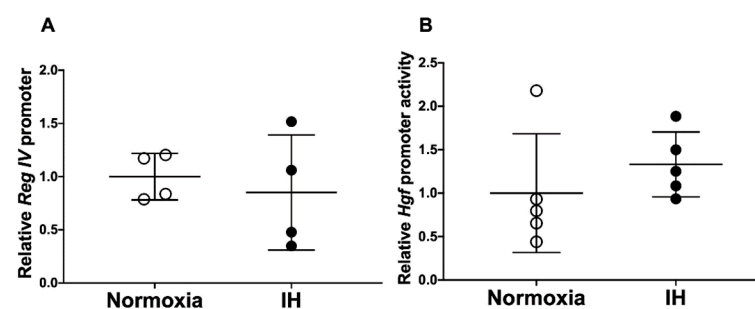 A
Relative Reg IV promoter
2.0
1.5
1.0
0.5
0.0
Normoxia IH
B
Relative Hgf promoter activity
2.5
2.0
1.5
1.0
0.5
0.0
Normoxia IH